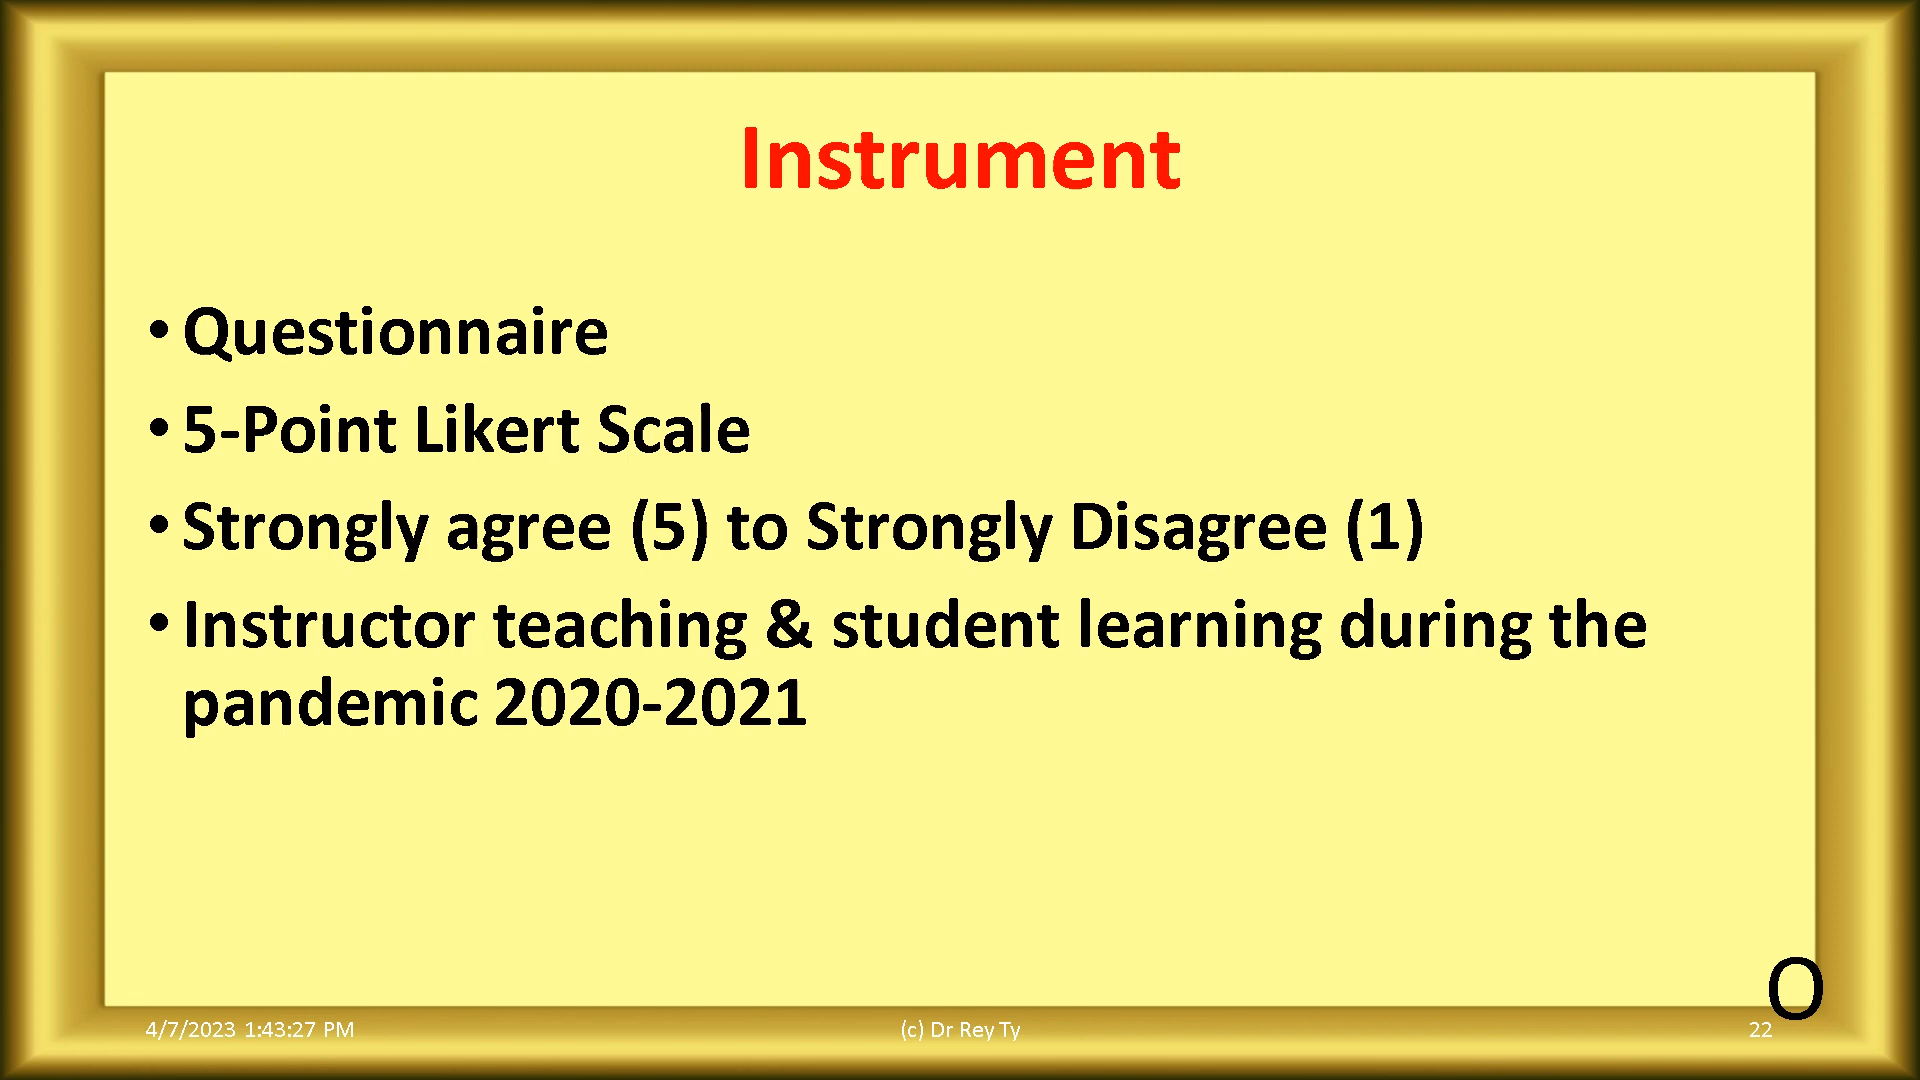 Instrument
• Questionnaire
• 5-Point Likert Scale
• Strongly agree (5) to Strongly Disagree (1)
• Instructor teaching & student learning during the
pandemic 2020-2021
O
4/7/2023 1:43:27 PM (c) Dr Rey Ty 22